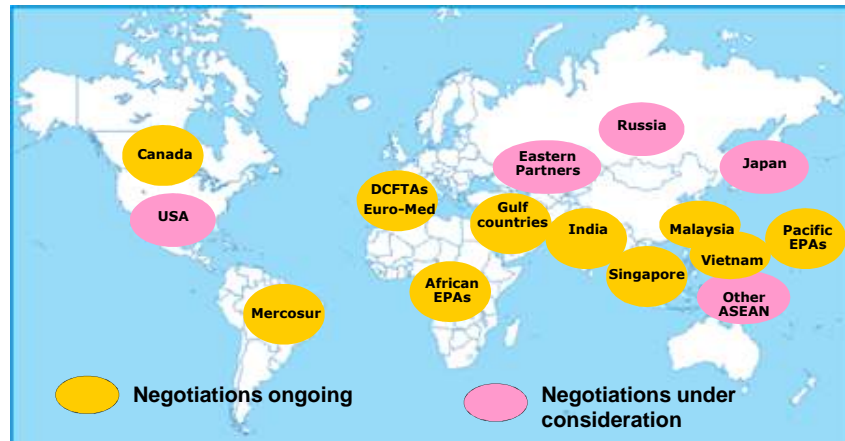 Russia
Canada
Eastern
Partners
Japan
DCFTAs
Euro-Med
USA
Gulf
countries
India
Malaysia
Pacific
EPAs
Vietnam
Singapore
African
EPAs
Other
ASEAN
Mercosur
Negotiations ongoing
Negotiations under
consideration